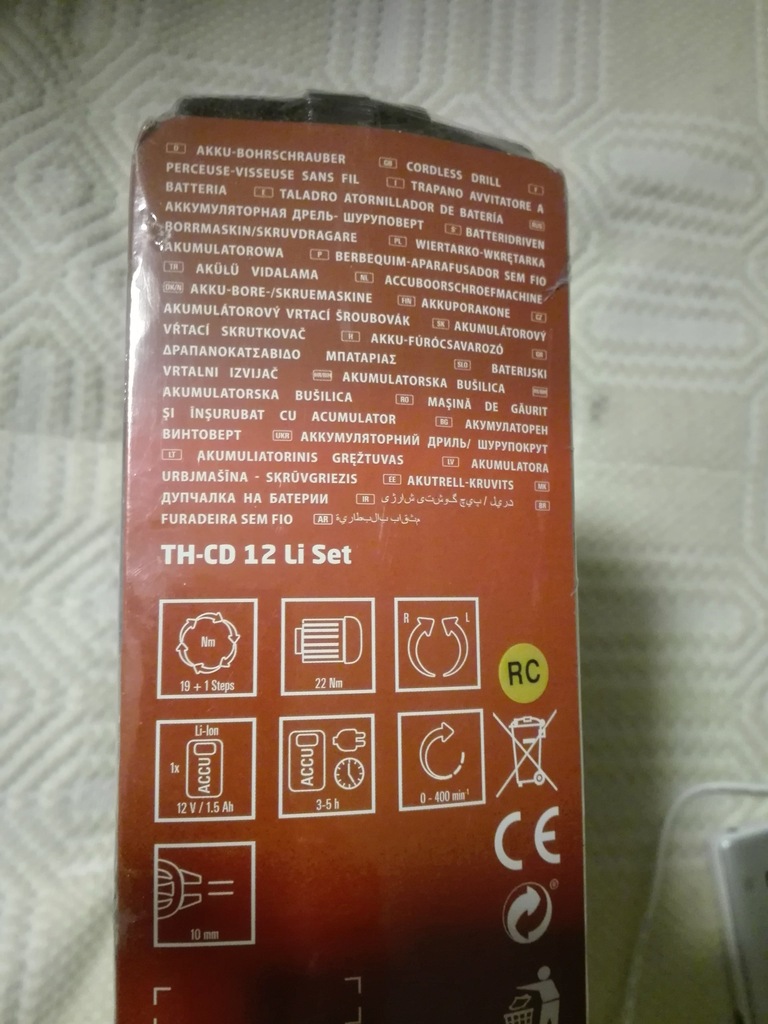 D AKKU-BOHRSCHRAUBER GB CORDLESS DRILL F
PERCEUSE-VISSEUSE SANS FIL I TRAPANO AVVITATORE A
BATTERIA E TALADRO ATORNILLADOR DE BATERÍA RUS
АККУМУЛЯТОРНАЯ ДРЕЛЬ- ШУРУПОВЕРТ S BATTERIDRIVEN
BORRMASKIN/SKRUVDRAGARE PL WIERTARKO-WKRĘTARKA
AKUMULATOROWA P BERBEQUIM-APARAFUSADOR SEM FIO
TR AKÜLÜ VIDALAMA NL ACCUBOORSCHROEFMACHINE
DK/N AKKU-BORE-/SKRUEMASKINE FIN AKKUPORAKONE CZ
AKUMULÁTOROVÝ VRTACÍ ŠROUBOVÁK SK AKUMULÁTOROVÝ
VŔTACÍ SKRUTKOVAČ H AKKU-FÚRÓCSAVAROZÓ GR
ΔΡΑΠΑΝΟΚΑΤΣΑΒΙΔΟ ΜΠΑΤΑΡΙΑΣ SLO BATERIJSKI
VRTALNI IZVIJAČ AKUMULATORSKA BUŠILICA
AKUMULATORSKA BUŠILICA RO MAȘINĂ DE GĂURIT
ȘI ÎNȘURUBAT CU ACUMULATOR BG АКУМУЛАТОРЕН
ВИНТОВЕРТ UKR АККУМУЛЯТОРНИЙ ДРИЛЬ/ ШУРУПОКРУТ
LT AKUMULIATORINIS GRĘŽTUVAS LV AKUMULATORA
URBJMAŠĪNA - SKRŪVGRIEZIS EE AKUTRELL-KRUVITS MK
ДУПЧАЛКА НА БАТЕРИИ IR دریل / پیچ گوشتی شارژی BR
FURADEIRA SEM FIO AR مثقاب بالبطارية
TH-CD 12 Li Set
Nm
19 + 1 Steps
22 Nm
R L
RC
Li-Ion
1x ACCU
12 V / 1.5 Ah
ACCU
3-5 h
0 - 400 min⁻¹
CE
10 mm
®